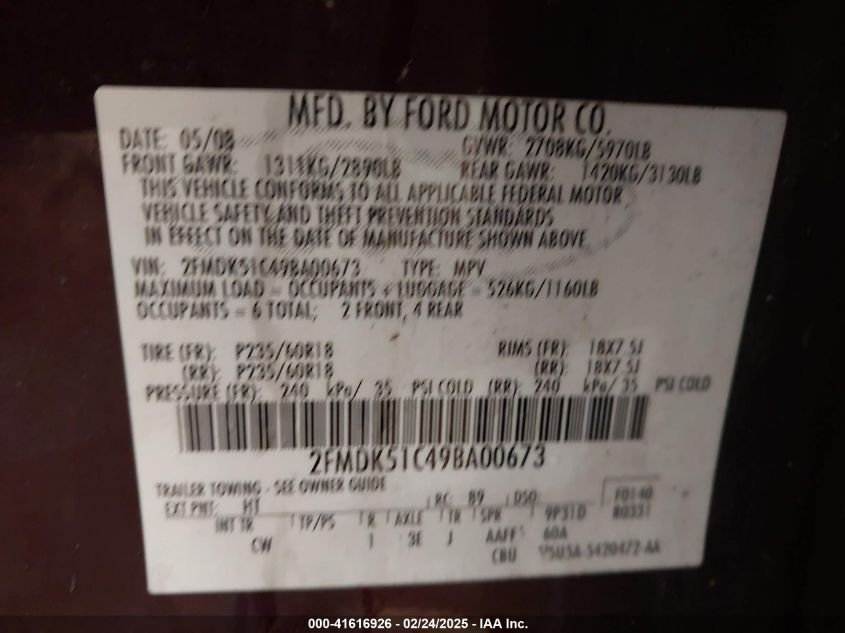 MFD. BY FORD MOTOR CO.
DATE: 05/08 GVWR: 2708KG/5970LB
FRONT GAWR: 1311KG/2890LB REAR GAWR: 1420KG/3130LB
THIS VEHICLE CONFORMS TO ALL APPLICABLE FEDERAL MOTOR
VEHICLE SAFETY AND THEFT PREVENTION STANDARDS
IN EFFECT ON THE DATE OF MANUFACTURE SHOWN ABOVE.
VIN: 2FMDK51C49BA00673 TYPE: MPV
MAXIMUM LOAD = OCCUPANTS + LUGGAGE = 526KG/1160LB
OCCUPANTS = 6 TOTAL; 2 FRONT, 4 REAR
TIRE (FR): P235/60R18 RIMS (FR): 18X7.5J
(RR): P235/60R18 (RR): 18X7.5J
PRESSURE (FR): 240 kPa/ 35 PSI COLD (RR): 240 kPa/ 35 PSI COLD
2FMDK51C49BA00673
TRAILER TOWING - SEE OWNER GUIDE
EXT PNT: HT RC: 89 DSO: F0140
INT TR TP/PS R AXLE TR SPR 9P31D 80331
CW I 3E J AAFF 60A
CBU
000-41616926 - 02/24/2025 - IAA Inc.